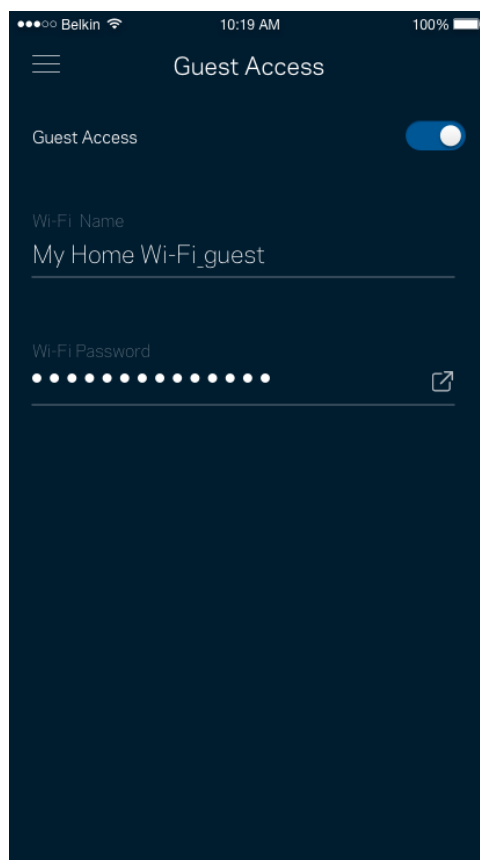 Belkin 10:19 AM 100%
Guest Access
Guest Access
Wi-Fi Name
My Home Wi-Fi_guest
Wi-Fi Password
●●●●●●●●●●●●●●